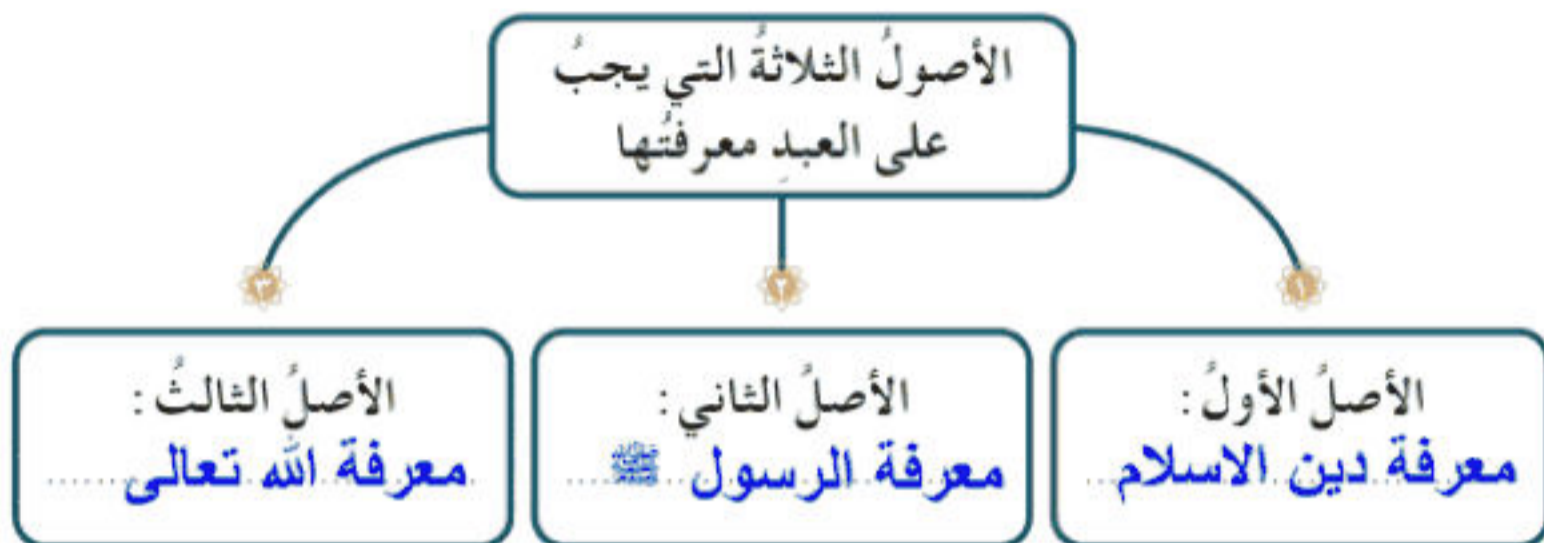 الأصولُ الثلاثةُ التي يجبُ
على العبدِ معرفتُها
١
٢
٣
الأصلُ الأولُ:
معرفة دين الاسلام
الأصلُ الثاني:
معرفة الرسول ﷺ
الأصلُ الثالثُ:
معرفة الله تعالى